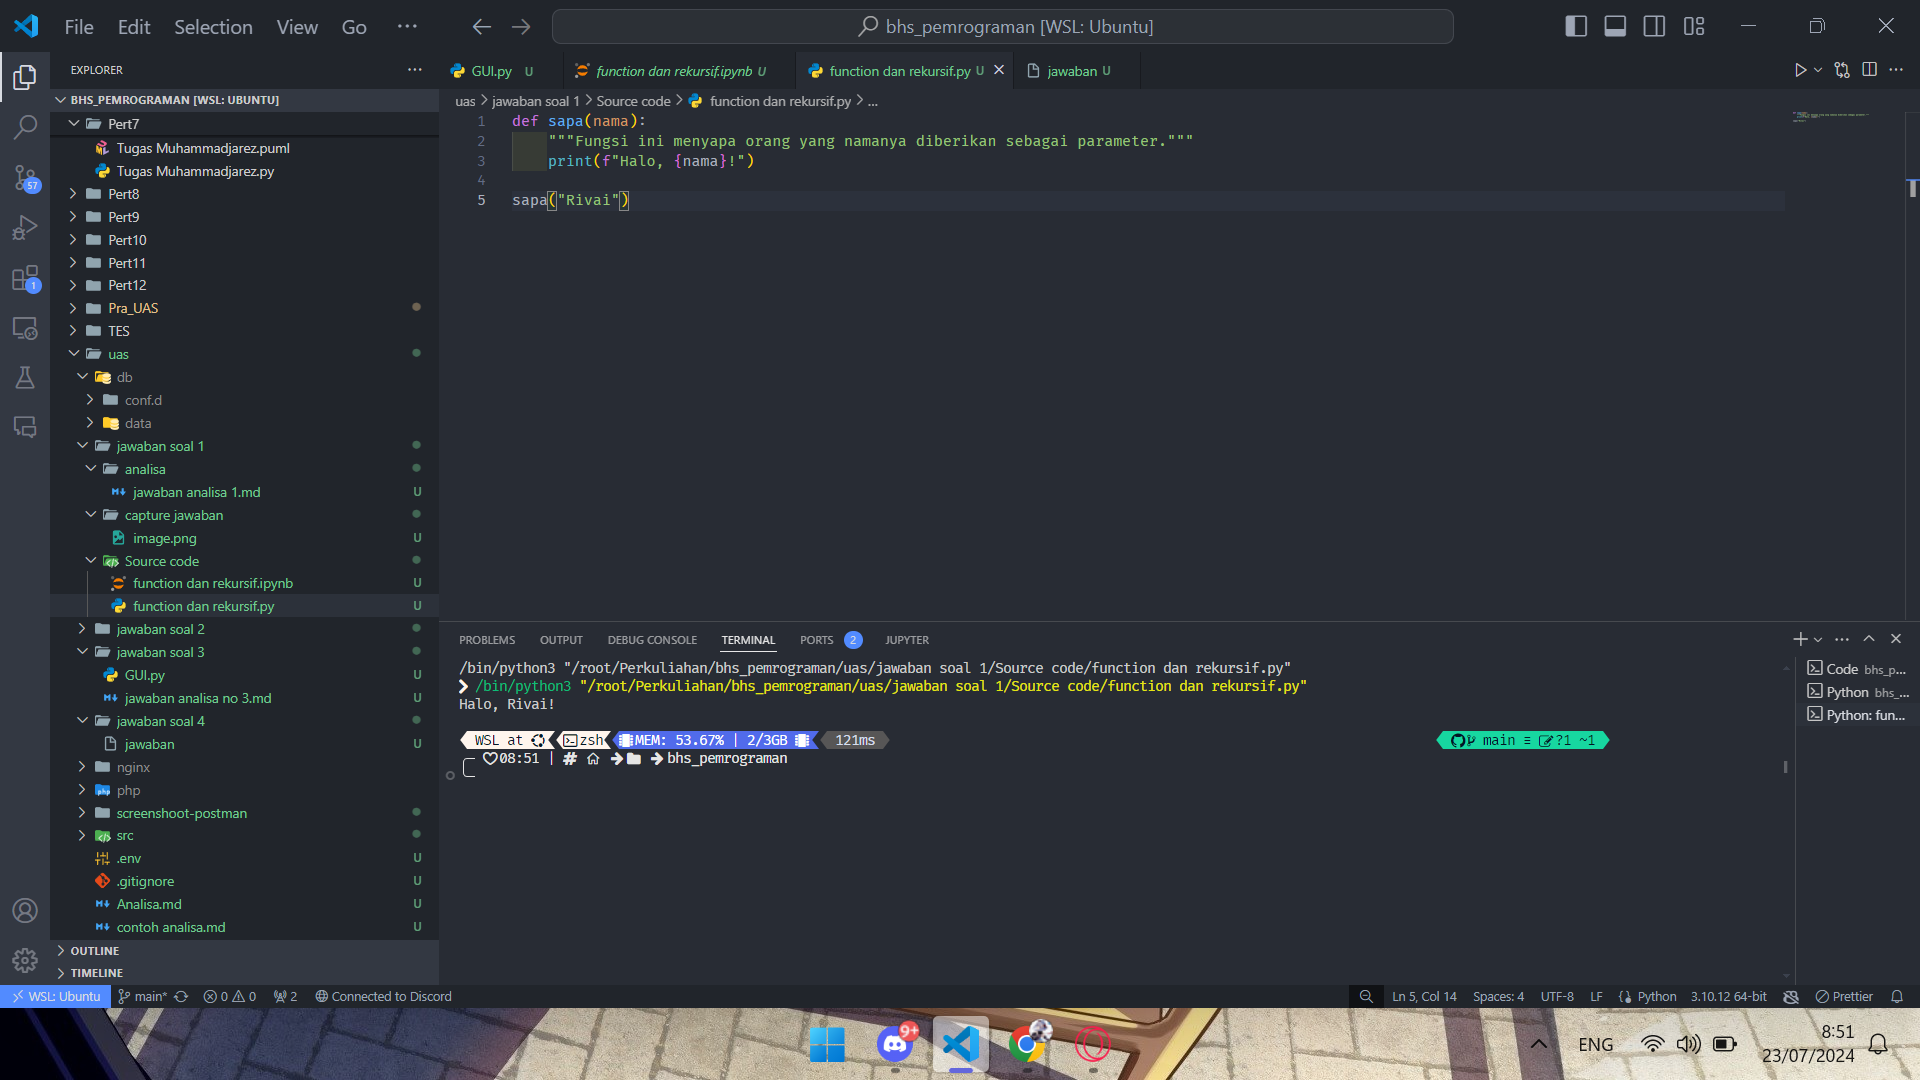 File Edit Selection View Go ··· bhs_pemrograman [WSL: Ubuntu]
EXPLORER ···
BHS_PEMROGRAMAN [WSL: UBUNTU]
Pert7
Tugas Muhammadjarez.puml
Tugas Muhammadjarez.py
Pert8
Pert9
Pert10
Pert11
Pert12
Pra_UAS
TES
uas
db
conf.d
data
jawaban soal 1
analisa
jawaban analisa 1.md U
capture jawaban
image.png U
Source code
function dan rekursif.ipynb U
function dan rekursif.py U
jawaban soal 2
jawaban soal 3
GUI.py U
jawaban analisa no 3.md U
jawaban soal 4
jawaban U
nginx
php
screenshoot-postman
src
.env U
.gitignore U
Analisa.md U
contoh analisa.md U
OUTLINE
TIMELINE
57
1
GUI.py U function dan rekursif.ipynb U function dan rekursif.py U jawaban U
uas > jawaban soal 1 > Source code > function dan rekursif.py > ...
1 def sapa(nama):
2 """Fungsi ini menyapa orang yang namanya diberikan sebagai parameter."""
3 print(f"Halo, {nama}!")
4
5 sapa("Rivai")
PROBLEMS OUTPUT DEBUG CONSOLE TERMINAL PORTS 2 JUPYTER
/bin/python3 "/root/Perkuliahan/bhs_pemrograman/uas/jawaban soal 1/Source code/function dan rekursif.py"
❯ /bin/python3 "/root/Perkuliahan/bhs_pemrograman/uas/jawaban soal 1/Source code/function dan rekursif.py"
Halo, Rivai!
WSL at zsh MEM: 53.67% | 2/3GB 121ms main ≡ ?1 ~1
08:51 | # bhs_pemrograman
Code bhs_p...
Python bhs_...
Python: fun...
WSL: Ubuntu main* 0 0 2 Connected to Discord Ln 5, Col 14 Spaces: 4 UTF-8 LF { } Python 3.10.12 64-bit Prettier
9+
ENG
8:51
23/07/2024